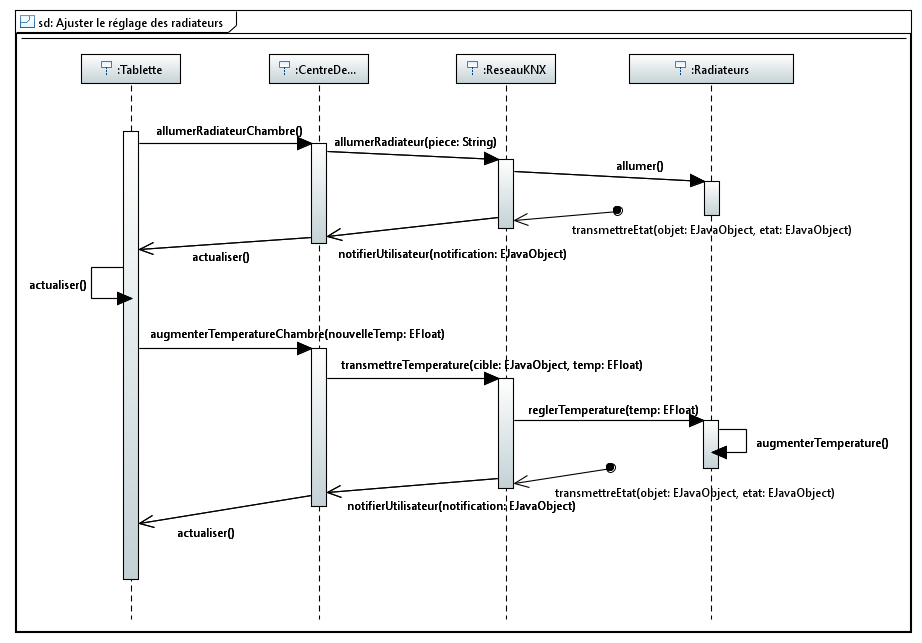 sd: Ajuster le réglage des radiateurs
:Tablette
:CentreDe...
:ReseauKNX
:Radiateurs
allumerRadiateurChambre()
allumerRadiateur(piece: String)
allumer()
transmettreEtat(objet: EJavaObject, etat: EJavaObject)
notifierUtilisateur(notification: EJavaObject)
actualiser()
actualiser()
augmenterTemperatureChambre(nouvelleTemp: EFloat)
transmettreTemperature(cible: EJavaObject, temp: EFloat)
reglerTemperature(temp: EFloat)
augmenterTemperature()
transmettreEtat(objet: EJavaObject, etat: EJavaObject)
notifierUtilisateur(notification: EJavaObject)
actualiser()